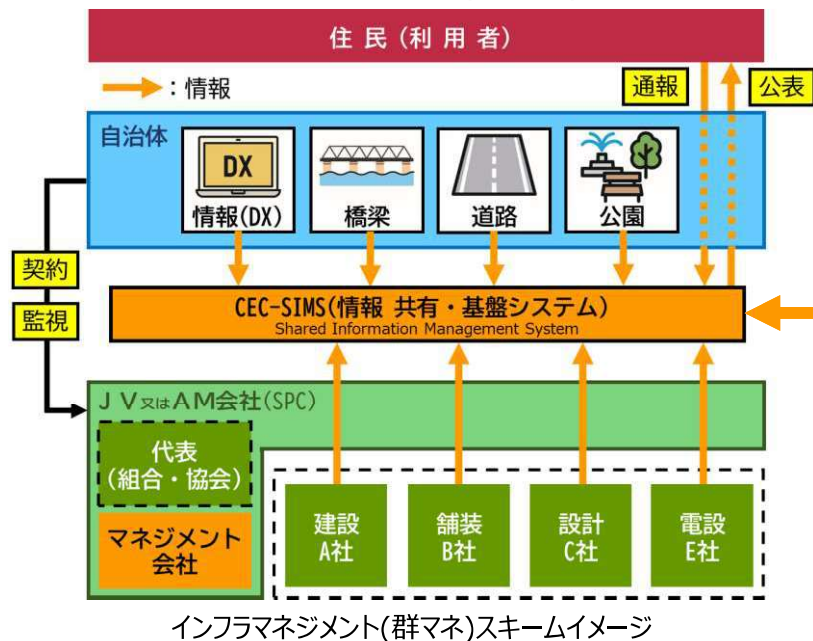 住 民 (利 用 者)
：情報
通報
公表
自治体
DX
情報(DX)
橋梁
道路
公園
契約
監視
CEC-SIMS(情報 共有・基盤システム)
Shared Information Management System
ＪＶ又はＡＭ会社(SPC)
代表
(組合・協会)
マネジメント
会社
建設
A社
舗装
B社
設計
C社
電設
E社
インフラマネジメント(群マネ)スキームイメージ